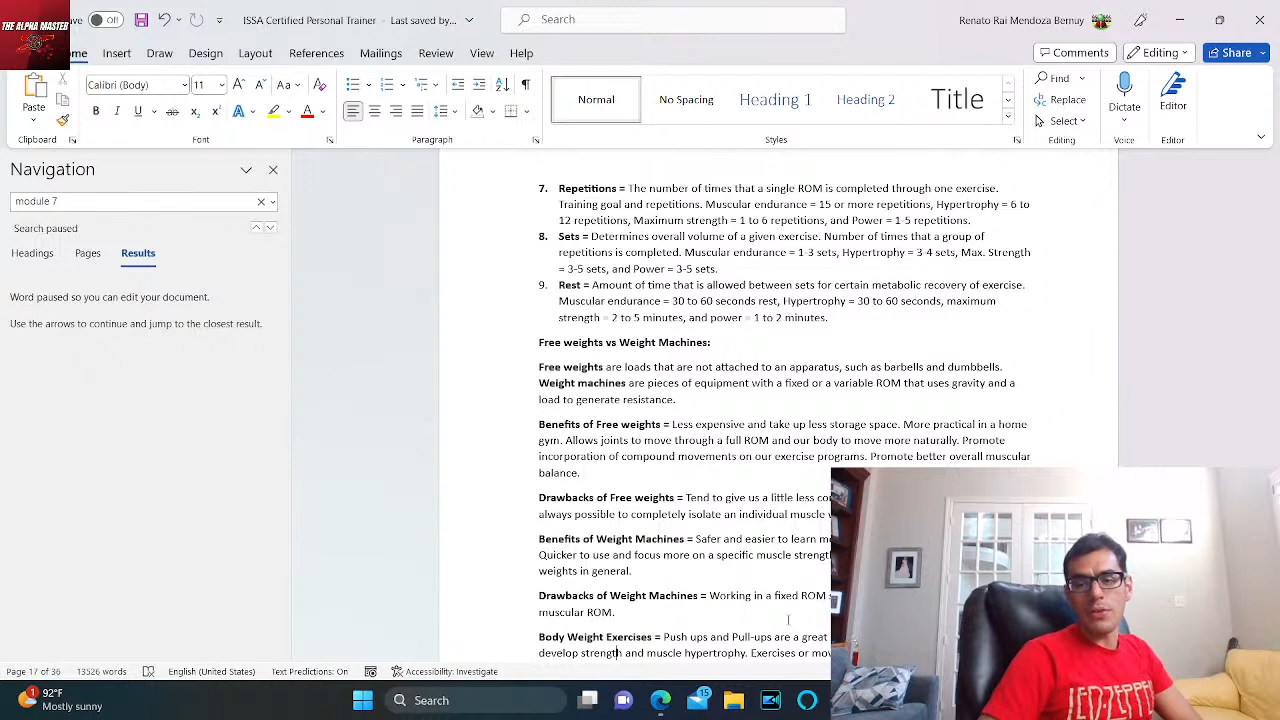 THE ALPHA MASTER
ve Off ISSA Certified Personal Trainer - Last saved by... Search Renato Rai Mendoza Bemuy
me Insert Draw Design Layout References Mailings Review View Help Comments Editing Share
Calibri (Body) 11 Aa Normal No Spacing Heading 1 Heading 2 Title Find Replace Select
Paste Dictate Editor
Clipboard Font Paragraph Styles Editing Voice Editor
Navigation
module 7
Search paused
Headings Pages Results
Word paused so you can edit your document.
Use the arrows to continue and jump to the closest result.
7. Repetitions = The number of times that a single ROM is completed through one exercise.
Training goal and repetitions. Muscular endurance = 15 or more repetitions, Hypertrophy = 6 to
12 repetitions, Maximum strength = 1 to 6 repetitions, and Power = 1-5 repetitions.
8. Sets = Determines overall volume of a given exercise. Number of times that a group of
repetitions is completed. Muscular endurance = 1-3 sets, Hypertrophy = 3-4 sets, Max. Strength
= 3-5 sets, and Power = 3-5 sets.
9. Rest = Amount of time that is allowed between sets for certain metabolic recovery of exercise.
Muscular endurance = 30 to 60 seconds rest, Hypertrophy = 30 to 60 seconds, maximum
strength = 2 to 5 minutes, and power = 1 to 2 minutes.
Free weights vs Weight Machines:
Free weights are loads that are not attached to an apparatus, such as barbells and dumbbells.
Weight machines are pieces of equipment with a fixed or a variable ROM that uses gravity and a
load to generate resistance.
Benefits of Free weights = Less expensive and take up less storage space. More practical in a home
gym. Allows joints to move through a full ROM and our body to move more naturally. Promote
incorporation of compound movements on our exercise programs. Promote better overall muscular
balance.
Drawbacks of Free weights = Tend to give us a little less co
always possible to completely isolate an individual muscle
Benefits of Weight Machines = Safer and easier to learn m
Quicker to use and focus more on a specific muscle strengt
weights in general.
Drawbacks of Weight Machines = Working in a fixed ROM
muscular ROM.
Body Weight Exercises = Push ups and Pull-ups are a great
develop strength and muscle hypertrophy. Exercises or mo
LED-ZEPPE
Page 17 of 36 13526 words Text Predictions: On Accessibility: Investigate
1 92°F
Mostly sunny
Search 15